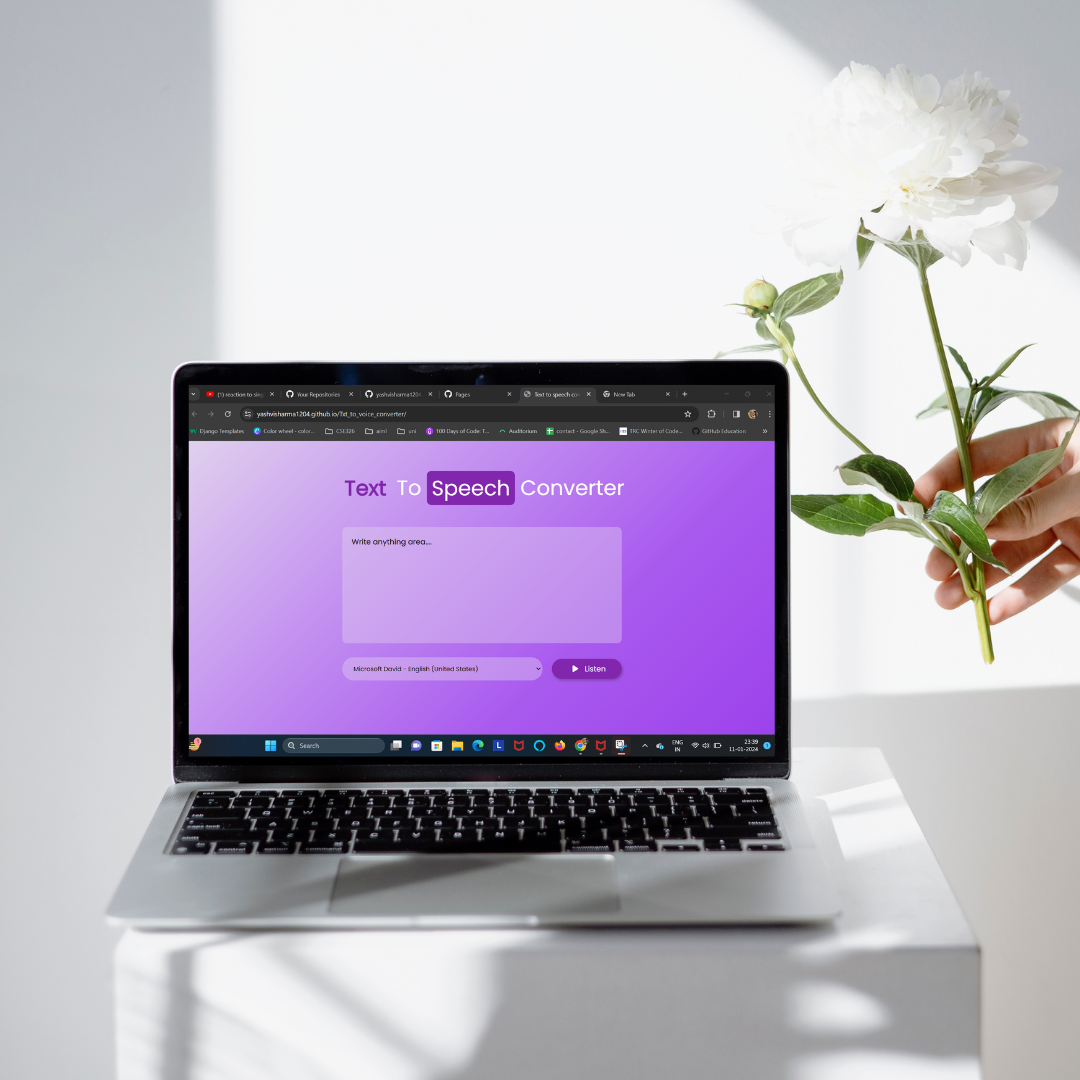 (1) reaction to sing
Your Repositories
yashvisharma1204
Pages
Text to speech co
New Tab
yashvisharma1204.github.io/Txt_to_voice_converter/
Django Templates
Color wheel - color...
CSE326
aiml
uni
100 Days of Code: T...
Auditorium
contact - Google Sh...
TRC Winter of Code...
GitHub Education
Text To Speech Converter
Write anything area...
Microsoft David - English (United States)
Listen
Search
ENG
IN
23:39
11-01-2024
delete
return